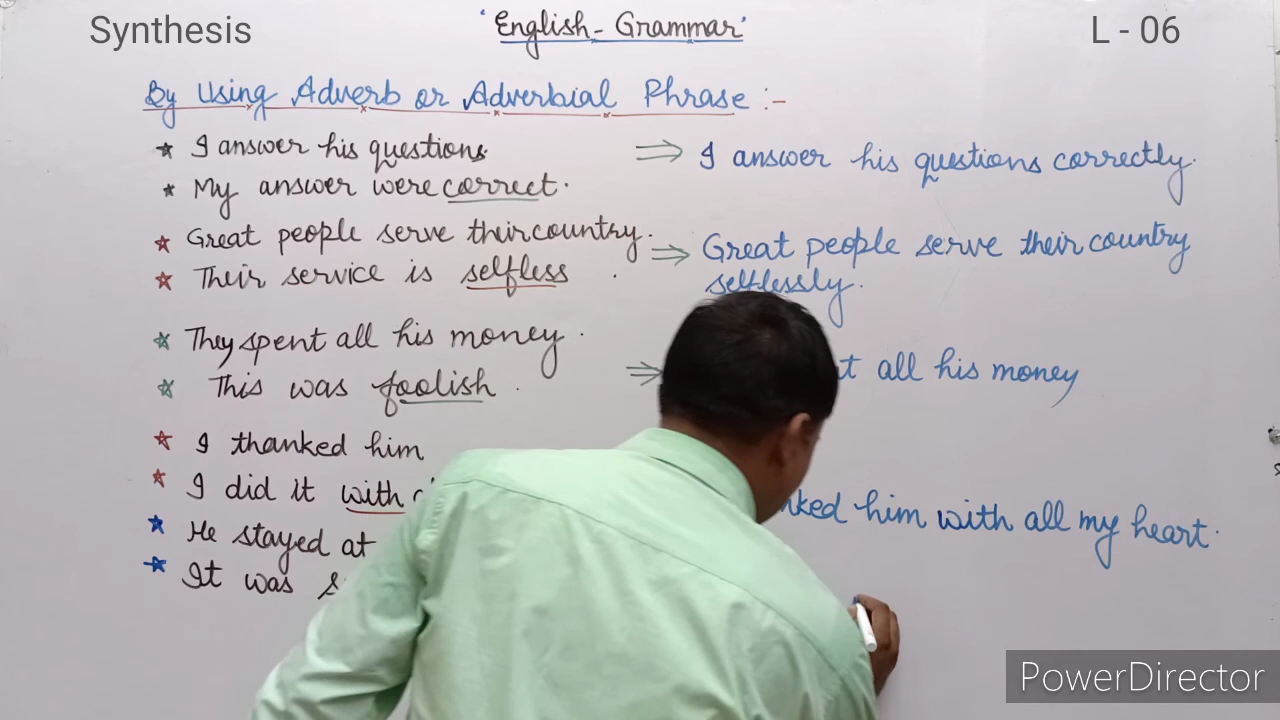 Synthesis
'English - Grammar'
L - 06
By Using Adverb or Adverbial Phrase :-
I answer his questions
⇒ I answer his questions correctly.
My answer were correct.
Great people serve their country.
⇒ Great people serve their country
selflessly.
Their service is selfless
They spent all his money.
⇒ all his money
This was foolish.
I thanked him
him with all my heart.
I did it with
He stayed at
It was
PowerDirector